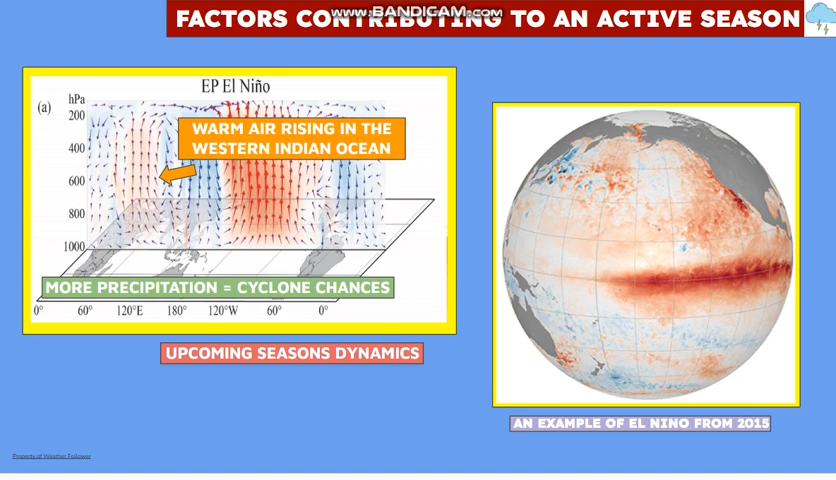 FACTORS CONTRIBUTING TO AN ACTIVE SEASON
www.BANDICAM.com
EP El Niño
(a)
hPa
200
400
600
800
1000
WARM AIR RISING IN THE
WESTERN INDIAN OCEAN
MORE PRECIPITATION = CYCLONE CHANCES
0° 60° 120°E 180° 120°W 60° 0°
UPCOMING SEASONS DYNAMICS
AN EXAMPLE OF EL NINO FROM 2015
Property of Weather Follower